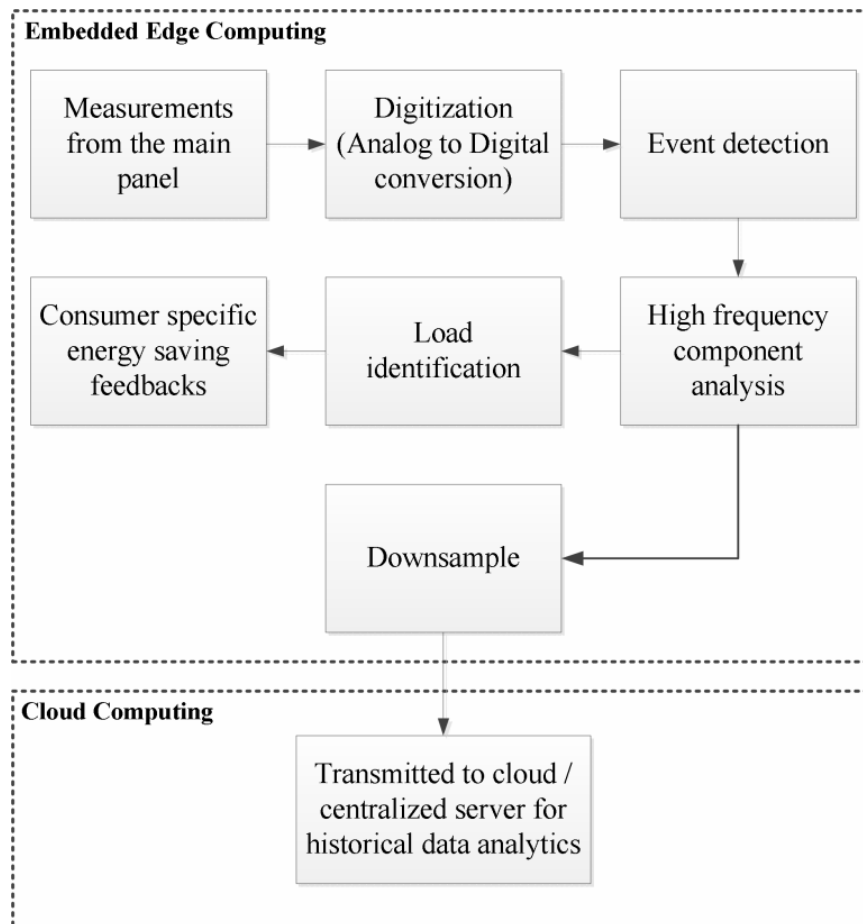 Embedded Edge Computing
Measurements
from the main
panel
Digitization
(Analog to Digital
conversion)
Event detection
Consumer specific
energy saving
feedbacks
Load
identification
High frequency
component
analysis
Downsample
Cloud Computing
Transmitted to cloud /
centralized server for
historical data analytics